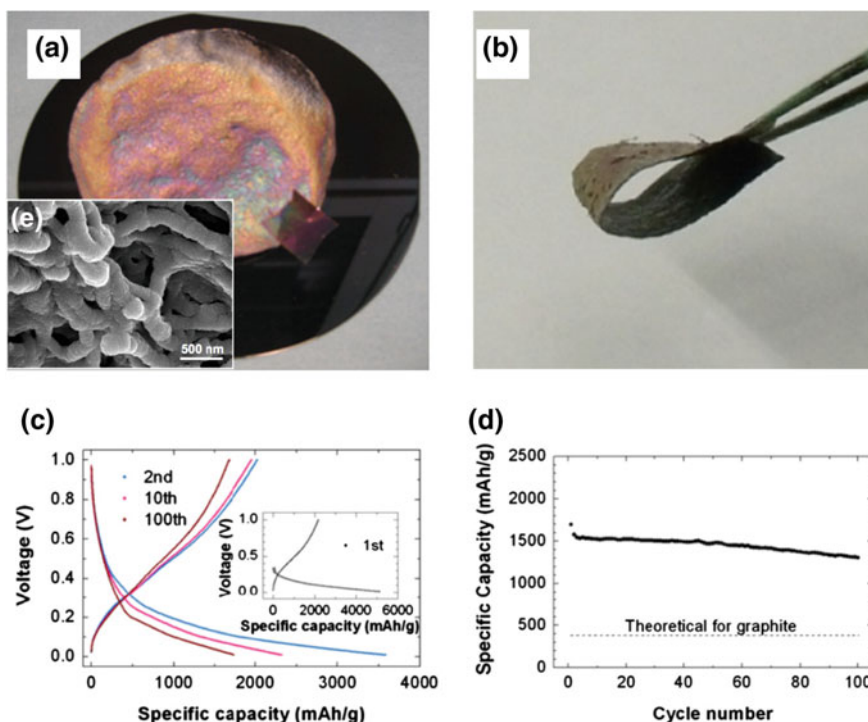 (a)
(b)
(e)
500 nm
(c)
(d)
Voltage (V)
1.0
0.8
0.6
0.4
0.2
0.0
2nd
10th
100th
Voltage (V)
1.0
0.5
0.0
1st
0 2000 4000 6000
Specific capacity (mAh/g)
0 1000 2000 3000 4000
Specific capacity (mAh/g)
Specific Capacity (mAh/g)
2500
2000
1500
1000
500
0
Theoretical for graphite
0 20 40 60 80 100
Cycle number